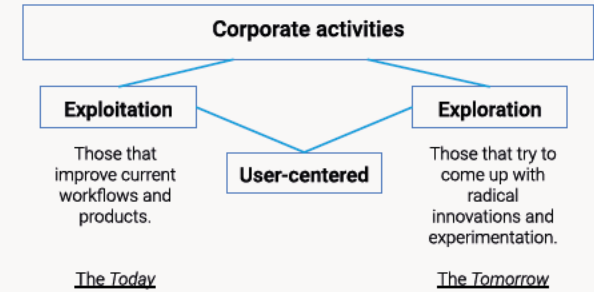 Corporate activities
Exploitation
Those that
improve current
workflows and
products.
The Today
User-centered
Exploration
Those that try to
come up with
radical
innovations and
experimentation.
The Tomorrow